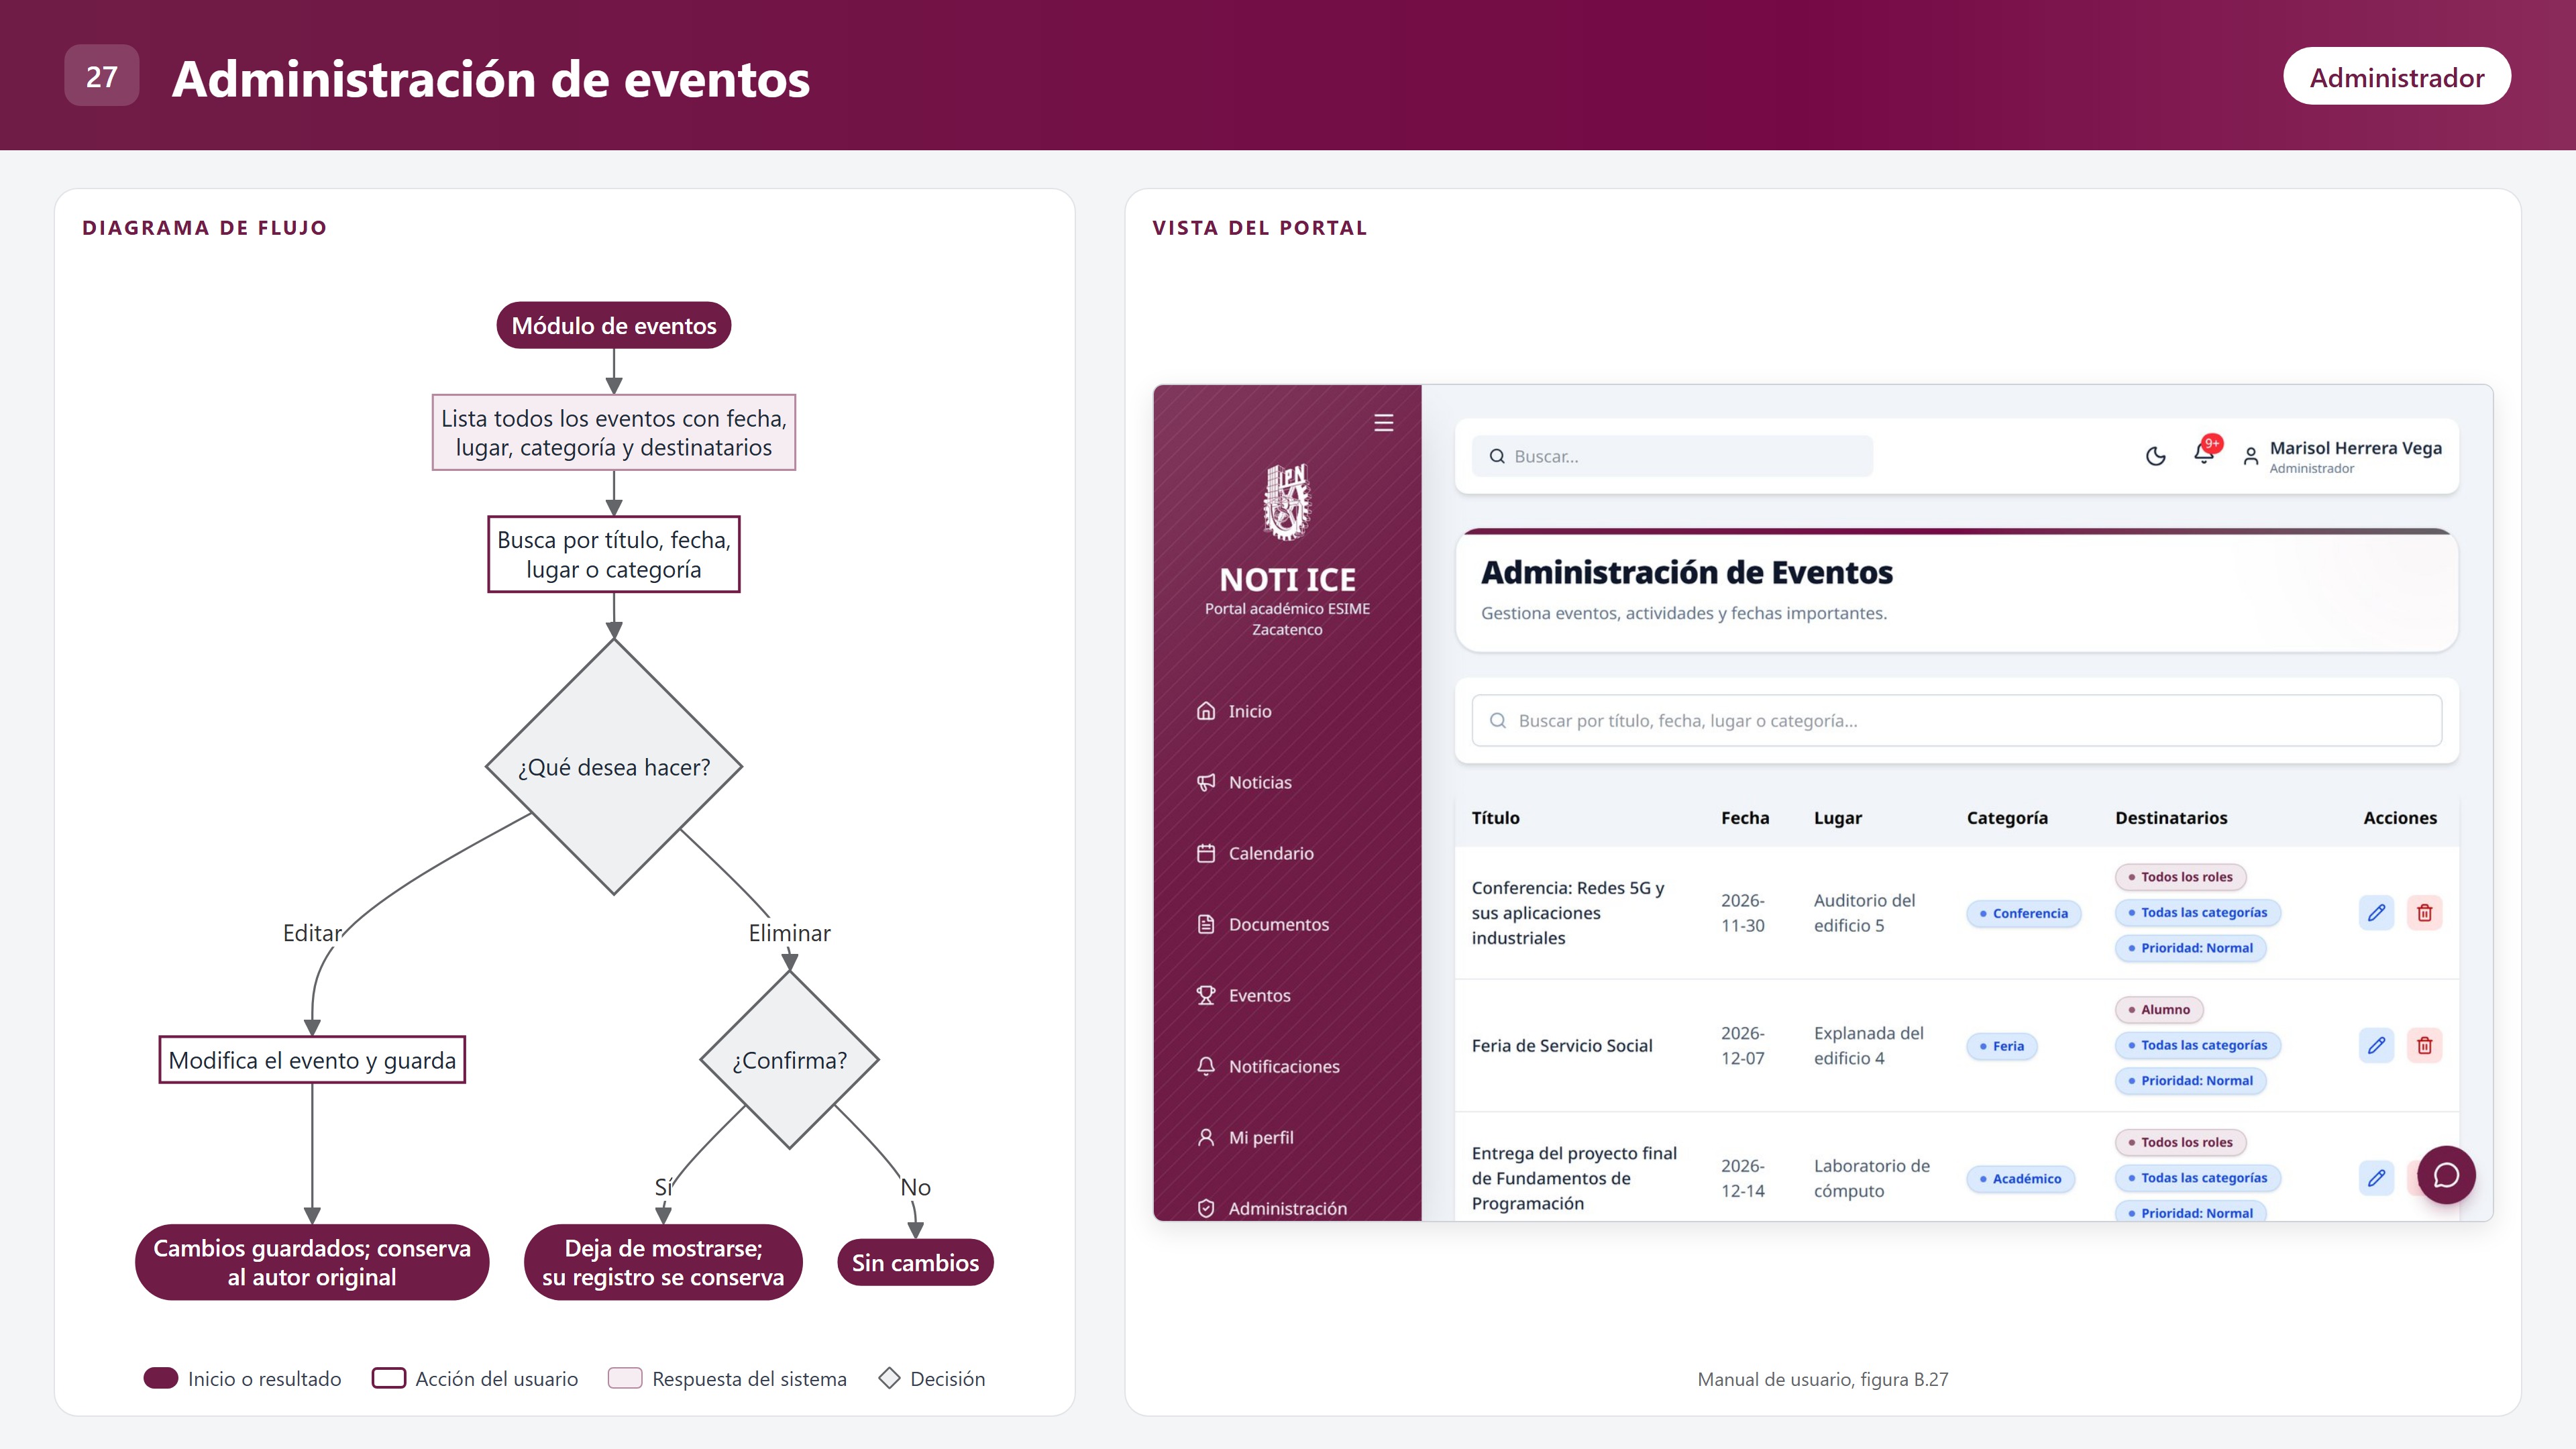 27
Administración de eventos
Administrador
DIAGRAMA DE FLUJO
Módulo de eventos
Lista todos los eventos con fecha,
lugar, categoría y destinatarios
Busca por título, fecha,
lugar o categoría
¿Qué desea hacer?
Editar
Eliminar
Modifica el evento y guarda
¿Confirma?
Sí
No
Cambios guardados; conserva
al autor original
Deja de mostrarse;
su registro se conserva
Sin cambios
Inicio o resultado
Acción del usuario
Respuesta del sistema
Decisión
VISTA DEL PORTAL
IPN
NOTI ICE
Portal académico ESIME
Zacatenco
Inicio
Noticias
Calendario
Documentos
Eventos
Notificaciones
Mi perfil
Administración
Buscar...
9+
Marisol Herrera Vega
Administrador
Administración de Eventos
Gestiona eventos, actividades y fechas importantes.
Buscar por título, fecha, lugar o categoría...
Título
Fecha
Lugar
Categoría
Destinatarios
Acciones
Conferencia: Redes 5G y
sus aplicaciones
industriales
2026-
11-30
Auditorio del
edificio 5
Conferencia
Todos los roles
Todas las categorías
Prioridad: Normal
Feria de Servicio Social
2026-
12-07
Explanada del
edificio 4
Feria
Alumno
Todas las categorías
Prioridad: Normal
Entrega del proyecto final
de Fundamentos de
Programación
2026-
12-14
Laboratorio de
cómputo
Académico
Todos los roles
Todas las categorías
Prioridad: Normal
Manual de usuario, figura B.27